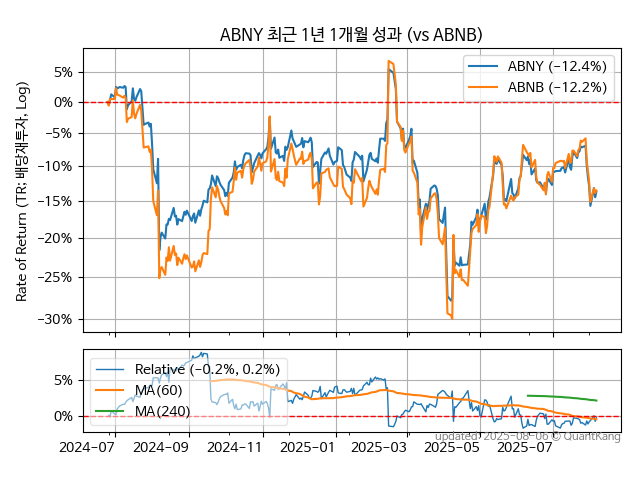 ABNY 최근 1년 1개월 성과 (vs ABNB)
Rate of Return (TR: 배당재투자, Log)
5%
0%
−5%
−10%
−15%
−20%
−25%
−30%
ABNY (−12.4%)
ABNB (−12.2%)
5%
0%
Relative (−0.2%, 0.2%)
MA(60)
MA(240)
2024−07
2024−09
2024−11
2025−01
2025−03
2025−05
2025−07
updated: 2025−08−06 © QuantKang